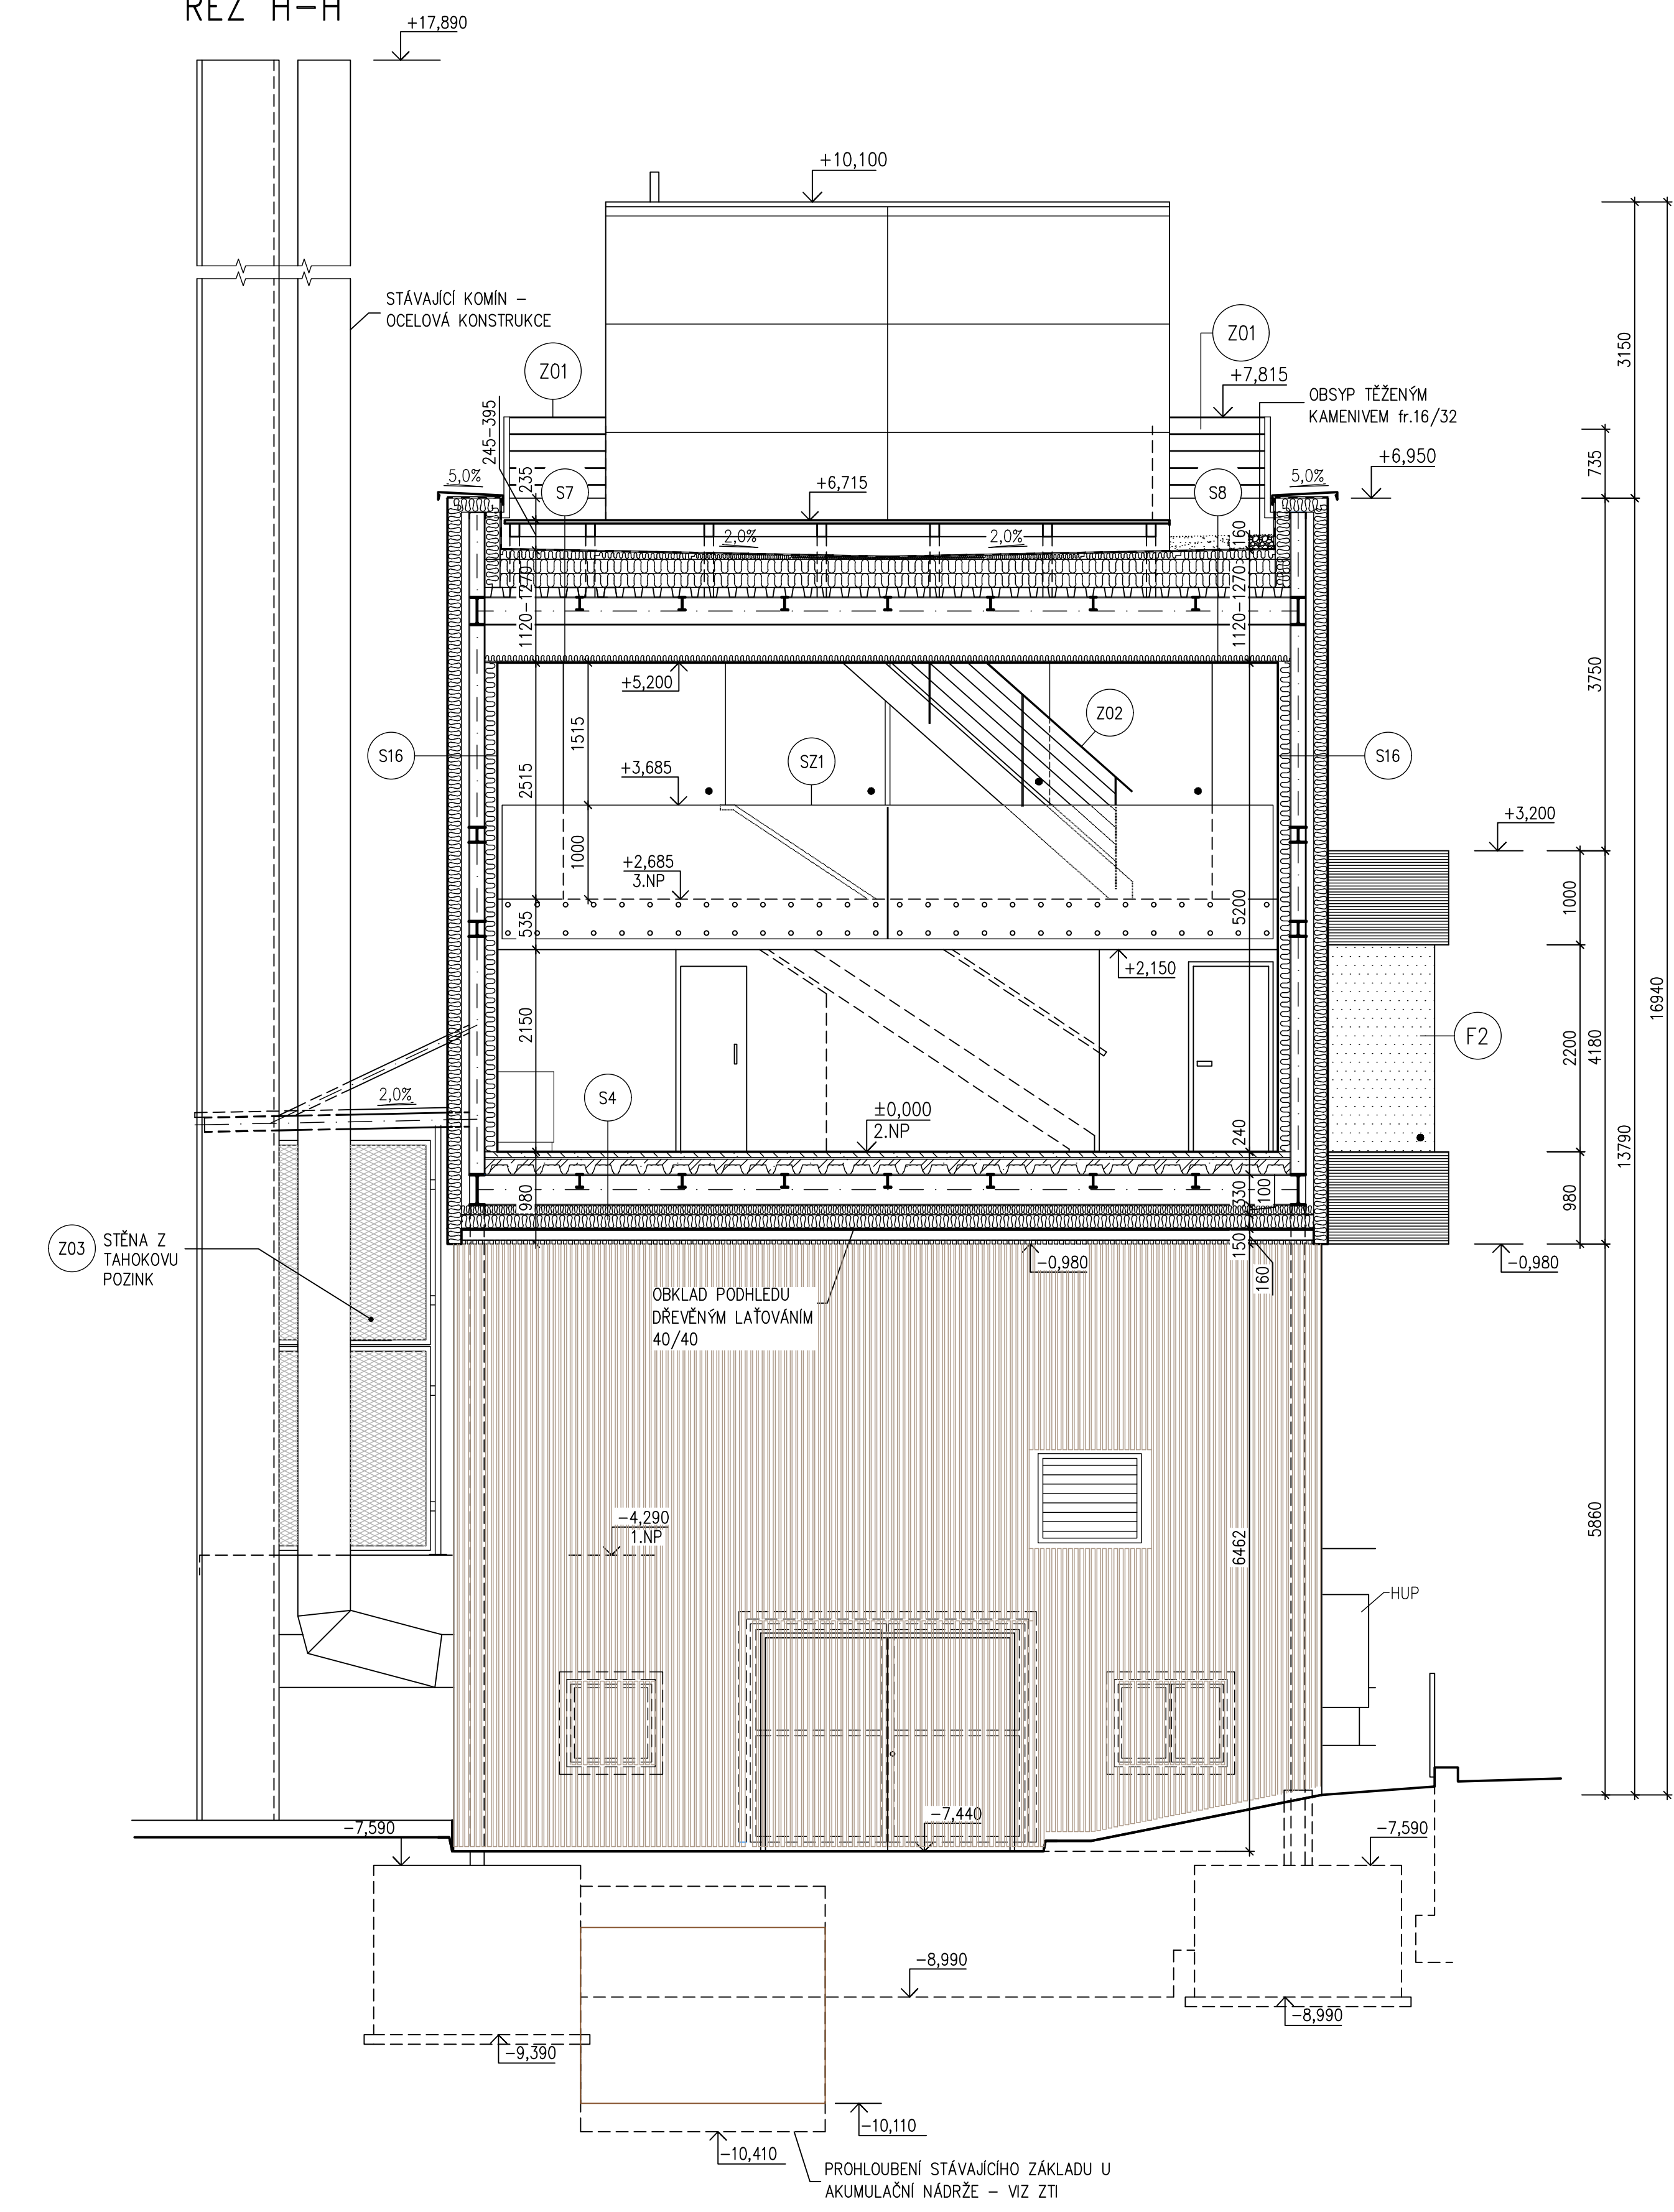 ŘEZ H-H
+17,890
+10,100
STÁVAJÍCÍ KOMÍN –
OCELOVÁ KONSTRUKCE
Z01
Z01
+7,815
OBSYP TĚŽENÝM
KAMENIVEM fr.16/32
3150
245-395
235
735
5,0%
5,0%
+6,950
S7
S8
+6,715
2,0%
2,0%
160
1120-1270
1120-1270
+5,200
3750
Z02
1515
S16
SZ1
S16
2515
+3,685
+3,200
1000
+2,685
3.NP
1000
535
5200
+2,150
16940
2150
F2
2200
4180
2,0%
S4
±0,000
2.NP
240
13790
980
330
100
980
Z03
STĚNA Z
TAHOKOVU
POZINK
150
-0,980
-0,980
160
OBKLAD PODHLEDU
DŘEVĚNÝM LAŤOVÁNÍM
40/40
-4,290
1.NP
5860
6462
HUP
-7,440
-7,590
-7,590
-8,990
-8,990
-9,390
-10,110
-10,410
PROHLOUBENÍ STÁVAJÍCÍHO ZÁKLADU U
AKUMULAČNÍ NÁDRŽE – VIZ ZTI